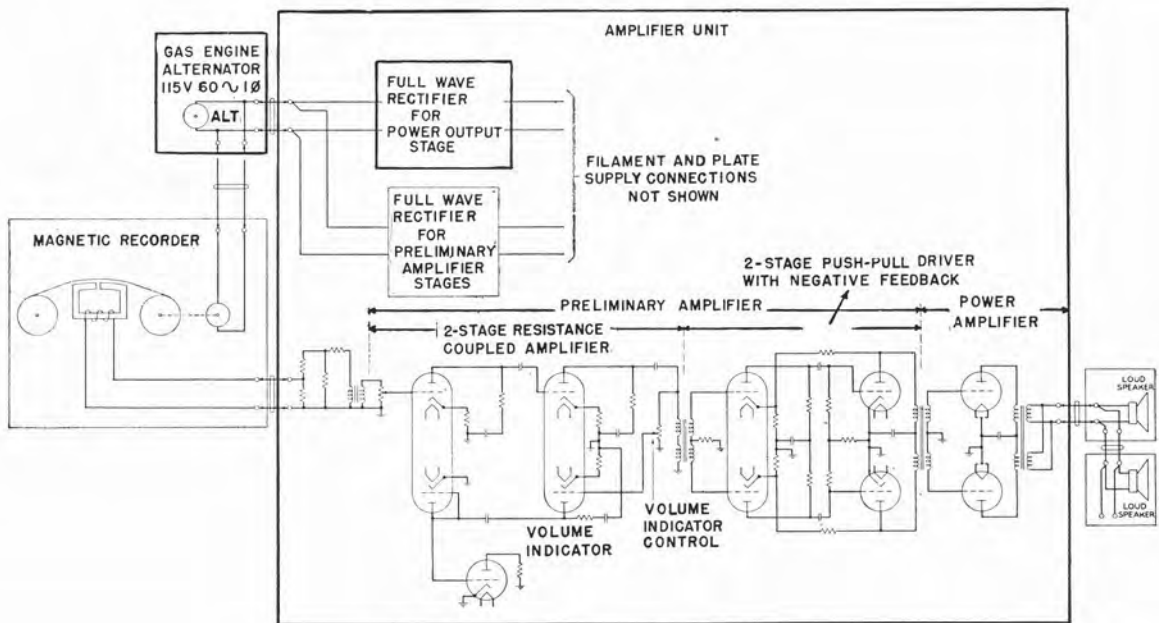 AMPLIFIER UNIT
GAS ENGINE
ALTERNATOR
115V 60 ∿ 1Ø
ALT.
FULL WAVE
RECTIFIER
FOR
POWER OUTPUT
STAGE
FILAMENT AND PLATE
SUPPLY CONNECTIONS
NOT SHOWN
FULL WAVE
RECTIFIER
FOR
PRELIMINARY
AMPLIFIER
STAGES
MAGNETIC RECORDER
2-STAGE PUSH-PULL DRIVER
WITH NEGATIVE FEEDBACK
PRELIMINARY AMPLIFIER
POWER
AMPLIFIER
2-STAGE RESISTANCE
COUPLED AMPLIFIER
LOUD
SPEAKER
LOUD
SPEAKER
VOLUME
INDICATOR
VOLUME
INDICATOR
CONTROL